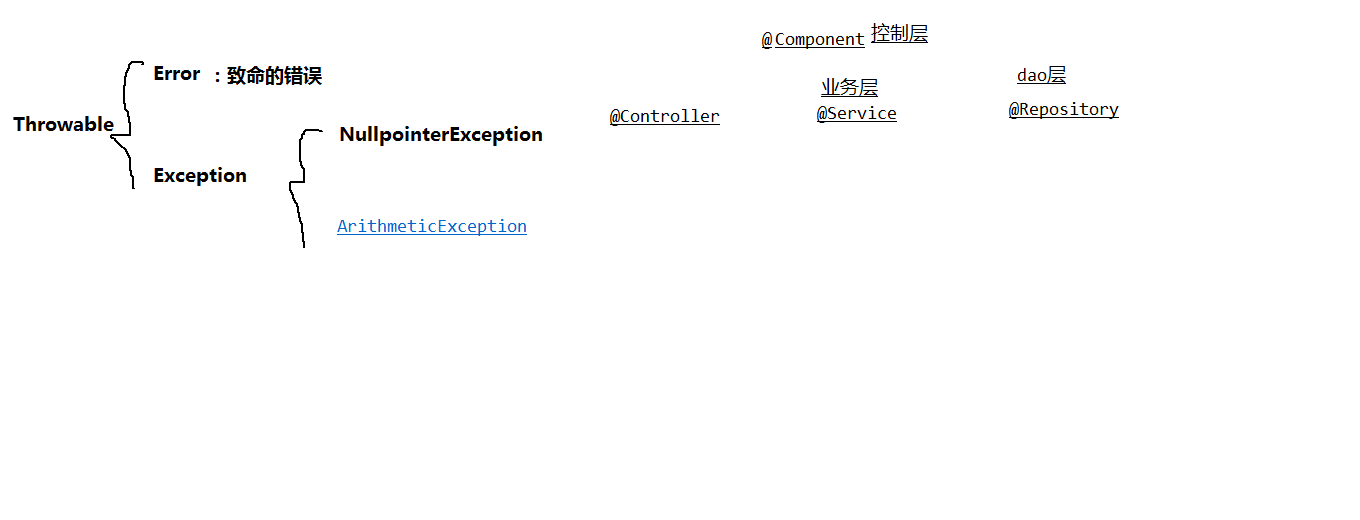 Throwable
Error ：致命的错误
Exception
NullpointerException
ArithmeticException
@Component 控制层
@Controller
业务层
@Service
dao层
@Repository